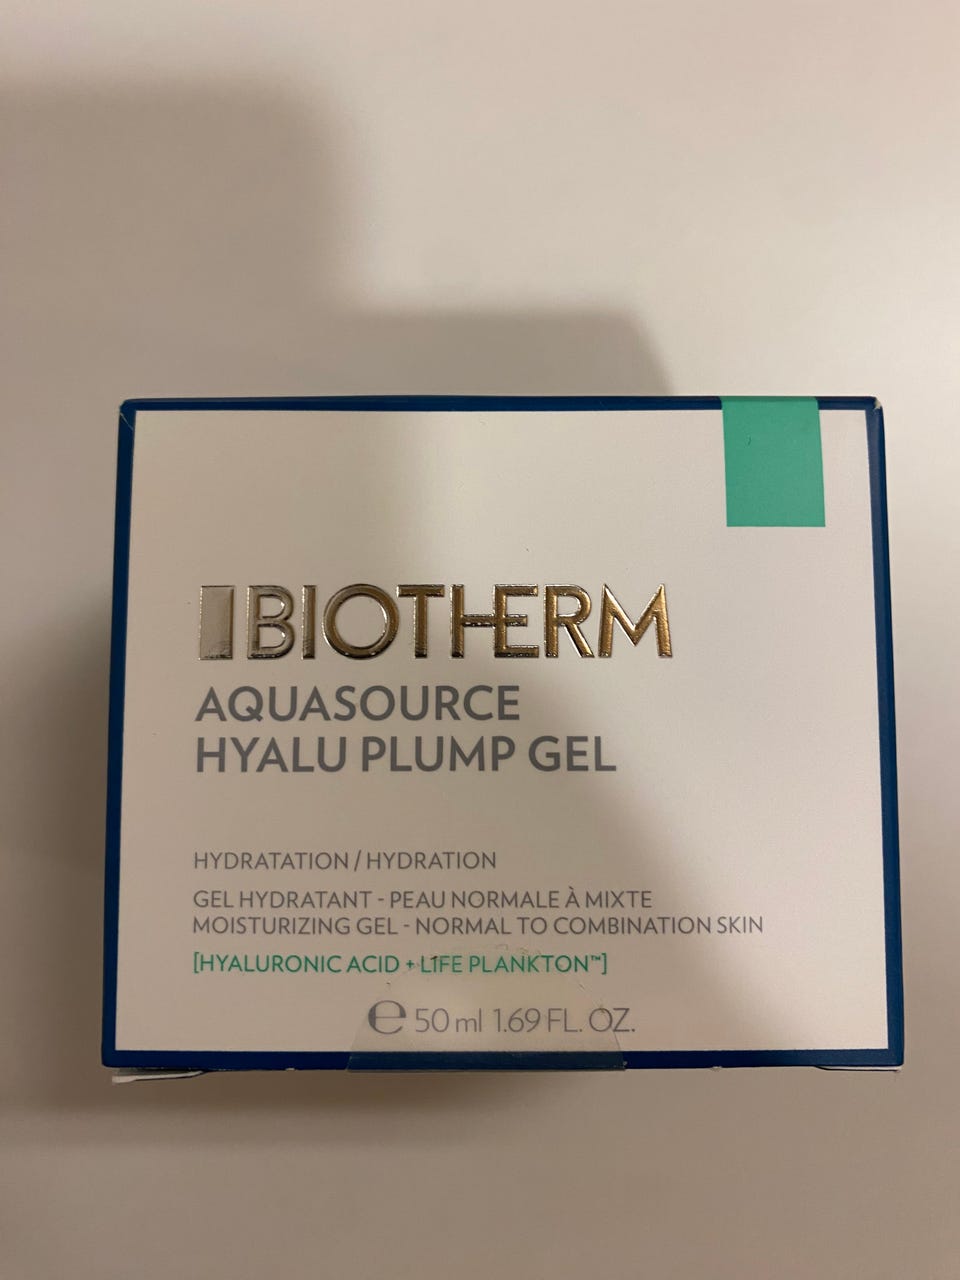 BIOTHERM
AQUASOURCE
HYALU PLUMP GEL
HYDRATATION / HYDRATION
GEL HYDRATANT - PEAU NORMALE À MIXTE
MOISTURIZING GEL - NORMAL TO COMBINATION SKIN
[HYALURONIC ACID + LIFE PLANKTON™]
℮ 50 ml 1.69 FL. OZ.